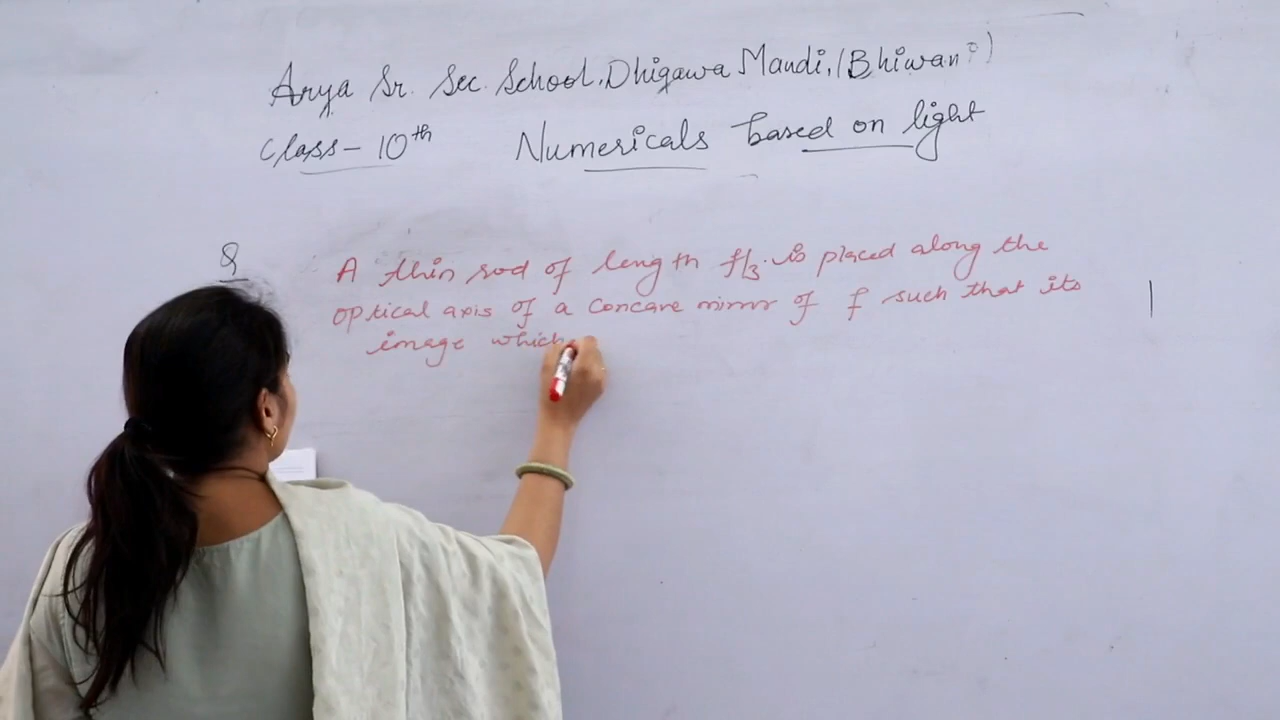 Arya Sr. Sec. School, Dhigawa Mandi, (Bhiwani)
Class - 10th Numericals based on light
Q A thin rod of length f/3 is placed along the
optical axis of a concave mirror of f such that its
image which